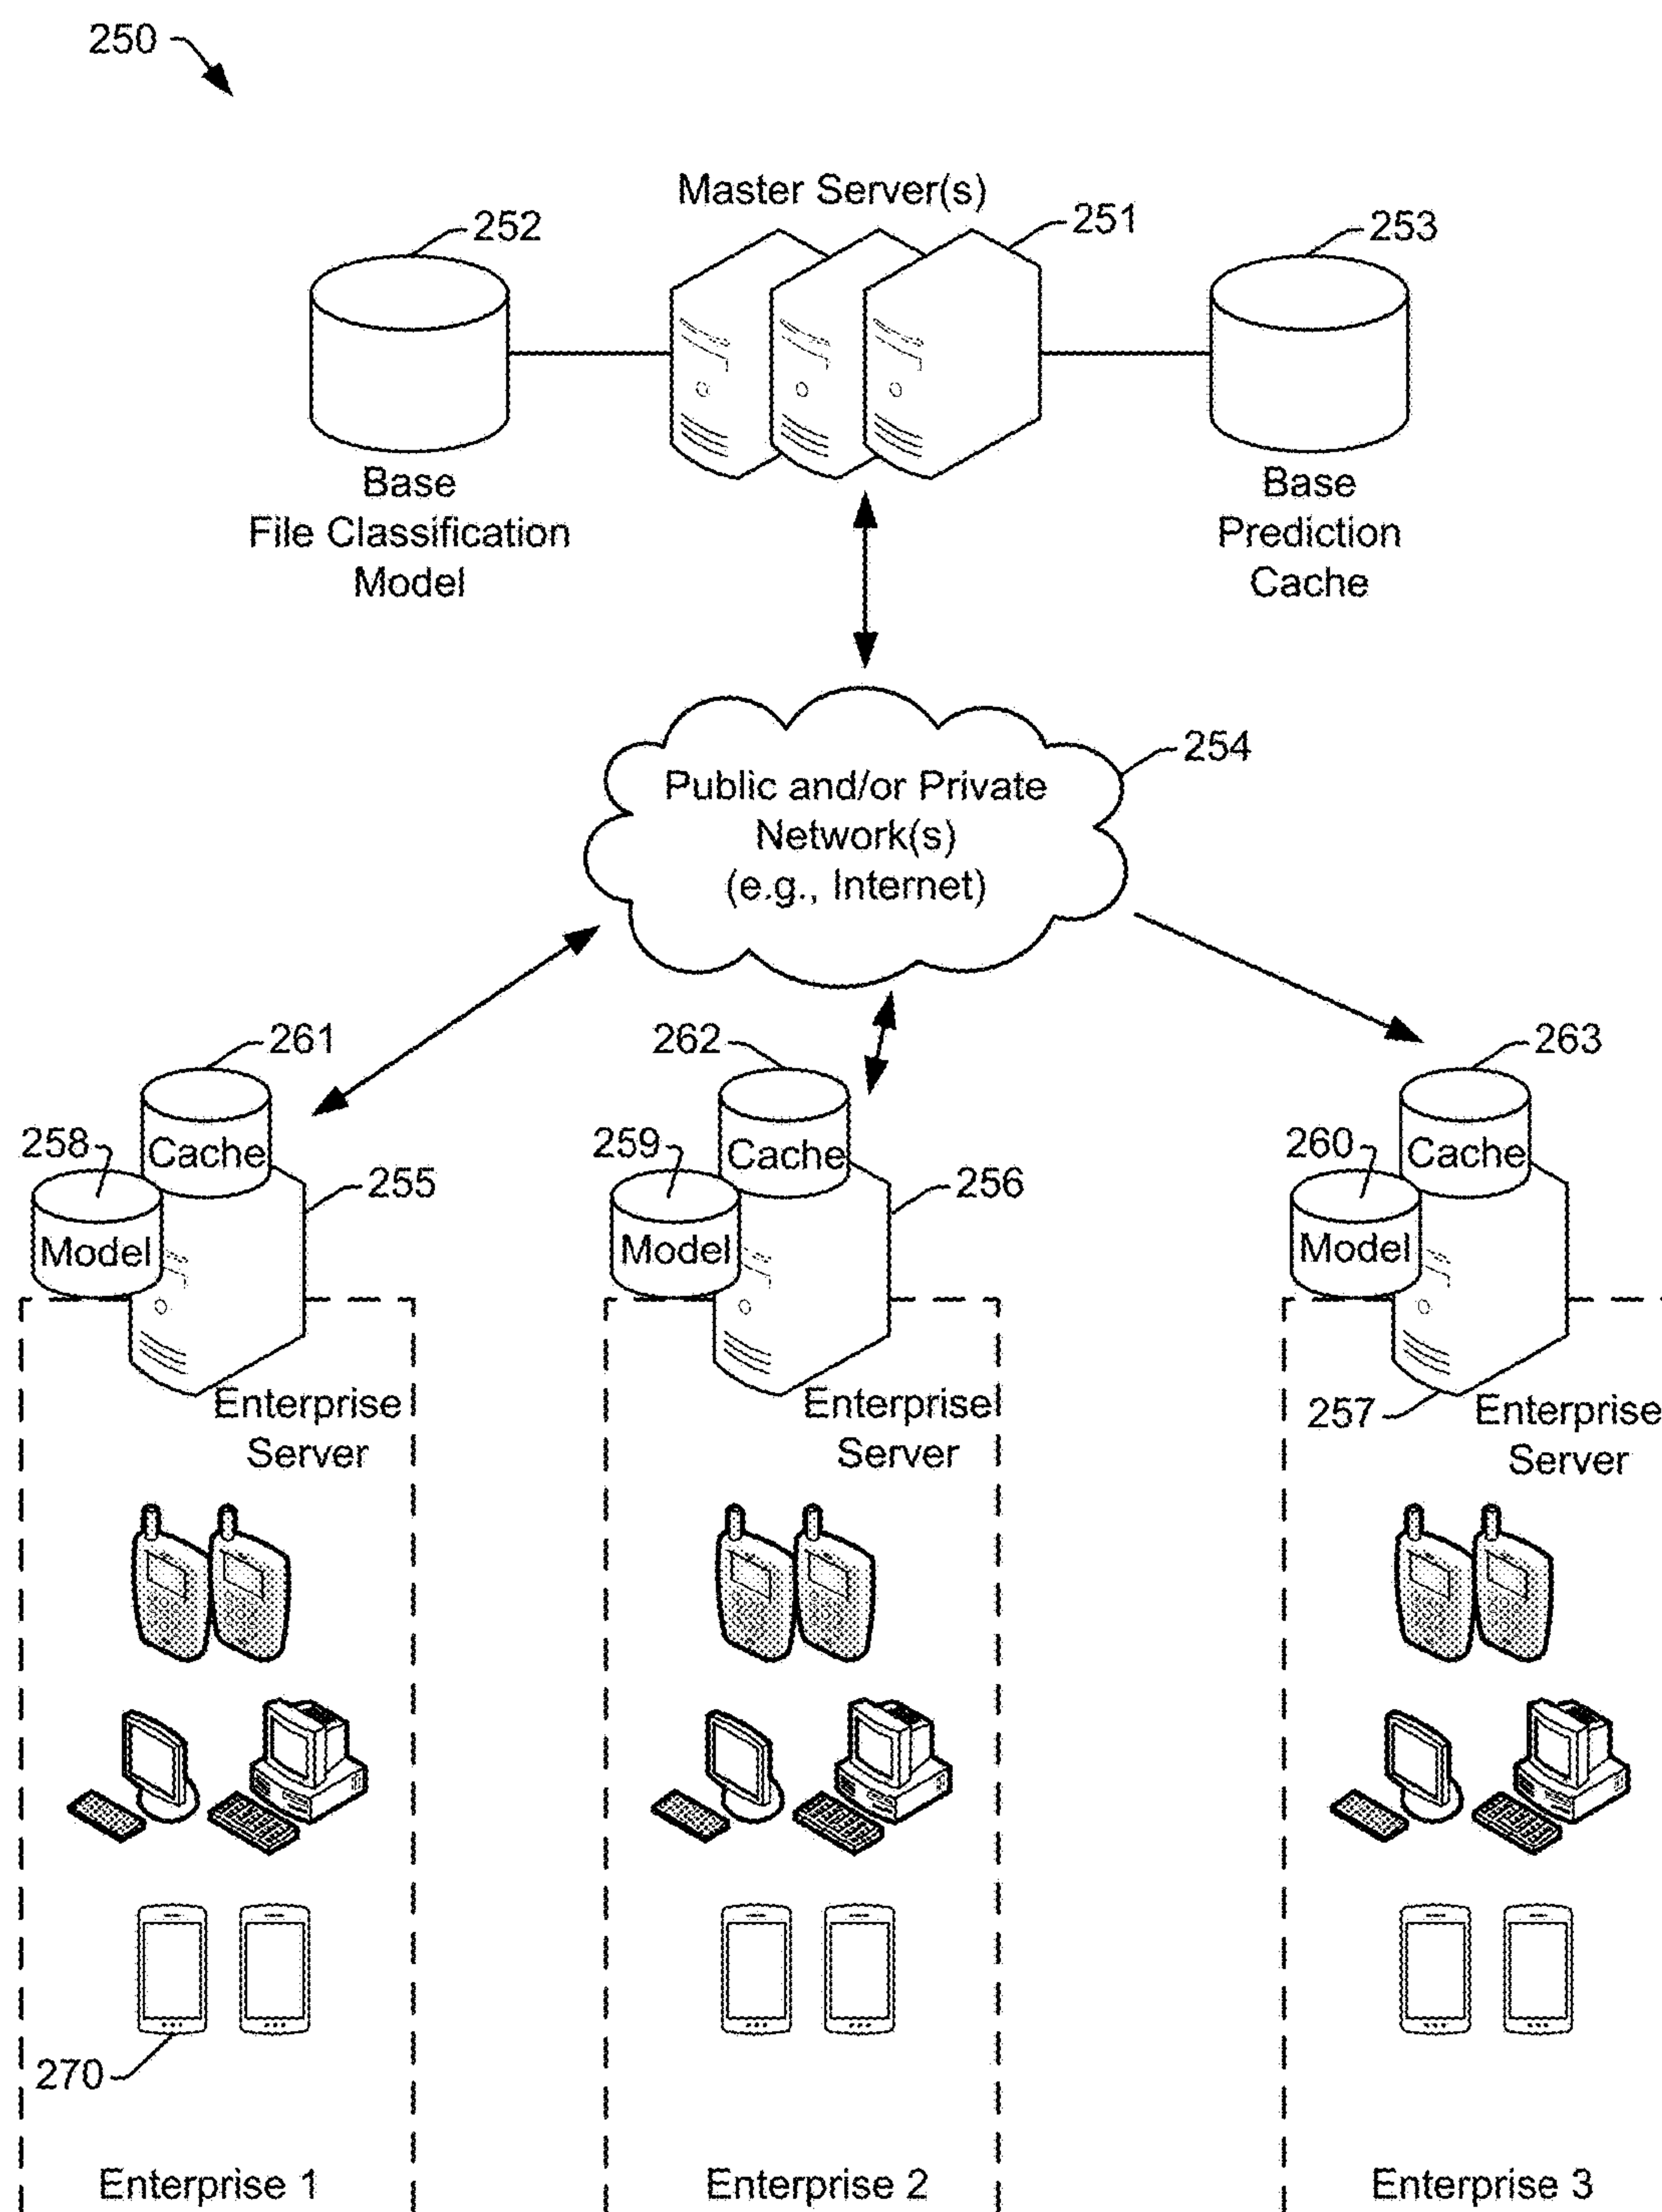 250
Master Server(s)
252
251
253
Base
File Classification
Model
Base
Prediction
Cache
254
Public and/or Private
Network(s)
(e.g., Internet)
261
262
263
258
Cache
259
Cache
260
Cache
255
256
Model
Model
Model
Enterprise
Server
Enterprise
Server
257
Enterprise
Server
270
Enterprise 1
Enterprise 2
Enterprise 3